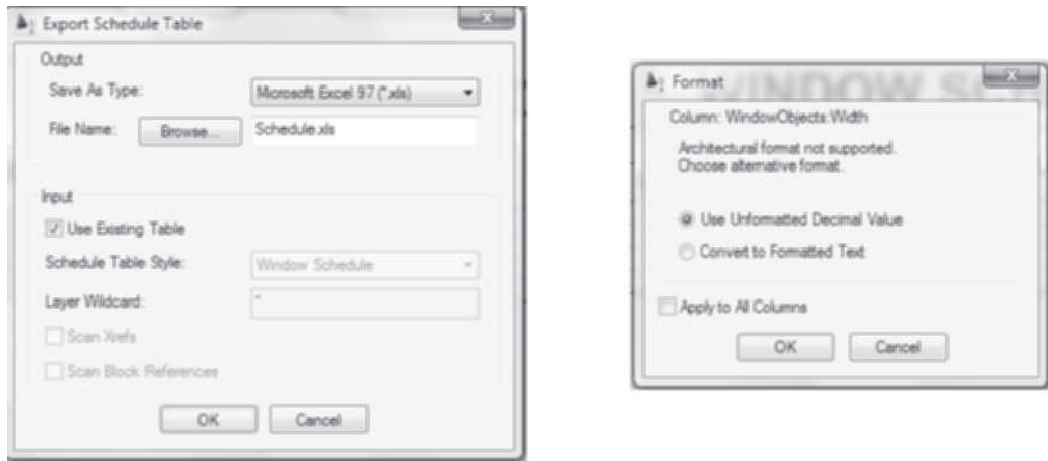 Export Schedule Table
Output
Save As Type:
Microsoft Excel 97 (*.xls)
File Name:
Browse...
Schedule.xls
Input
Use Existing Table
Schedule Table Style:
Window Schedule
Layer Wildcard:
*
Scan Xrefs
Scan Block References
OK
Cancel
Format
WINDOW SC
Column: WindowObjects:Width
Architectural format not supported.
Choose alternative format.
Use Unformatted Decimal Value
Convert to Formatted Text
Apply to All Columns
OK
Cancel